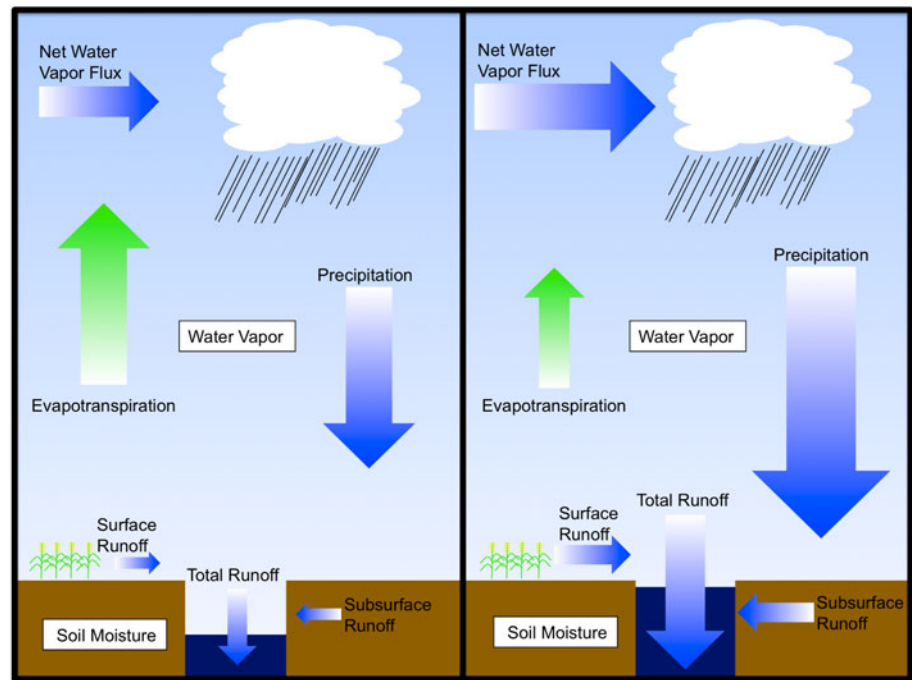 Net Water
Vapor Flux
Precipitation
Water Vapor
Evapotranspiration
Surface
Runoff
Total Runoff
Subsurface
Runoff
Soil Moisture
Net Water
Vapor Flux
Precipitation
Water Vapor
Evapotranspiration
Total Runoff
Surface
Runoff
Subsurface
Runoff
Soil Moisture